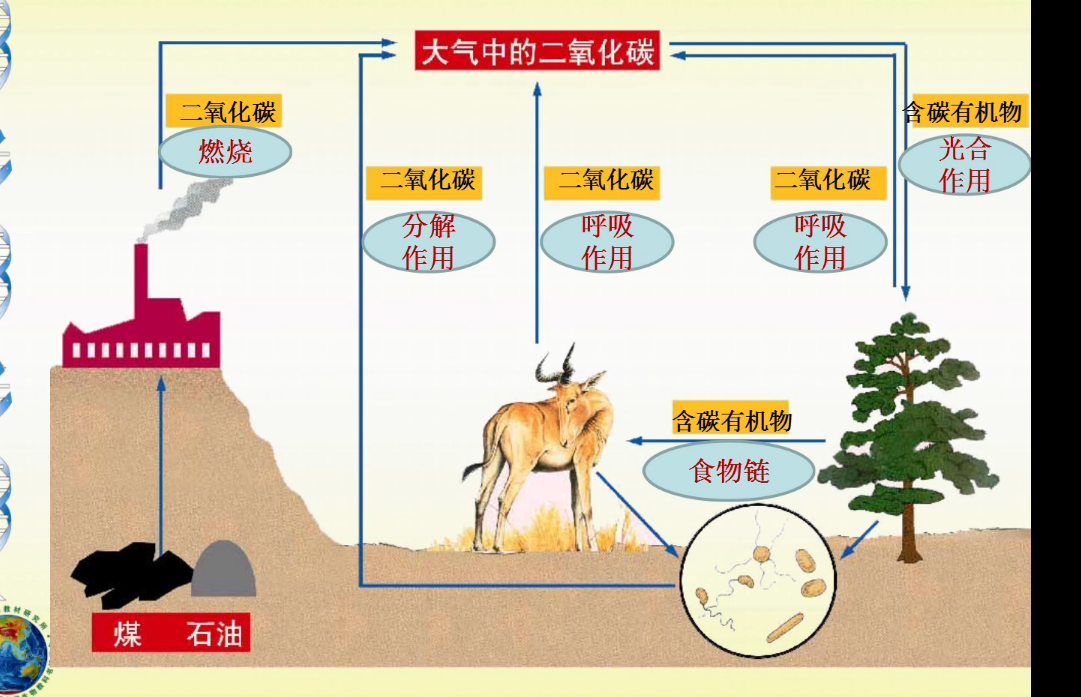 大气中的二氧化碳
二氧化碳
燃烧
含碳有机物
光合
作用
二氧化碳
分解
作用
二氧化碳
呼吸
作用
二氧化碳
呼吸
作用
含碳有机物
食物链
煤 石油